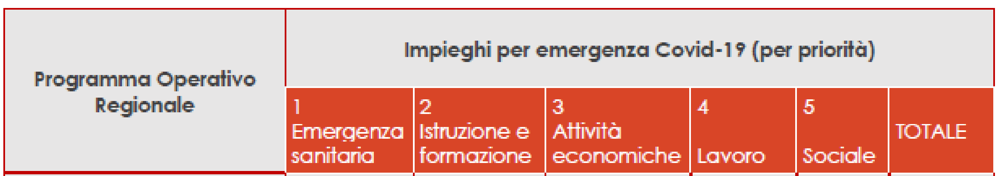 Programma Operativo
Regionale
Impieghi per emergenza Covid-19 (per priorità)
1
Emergenza
sanitaria
2
Istruzione e
formazione
3
Attività
economiche
4
Lavoro
5
Sociale
TOTALE